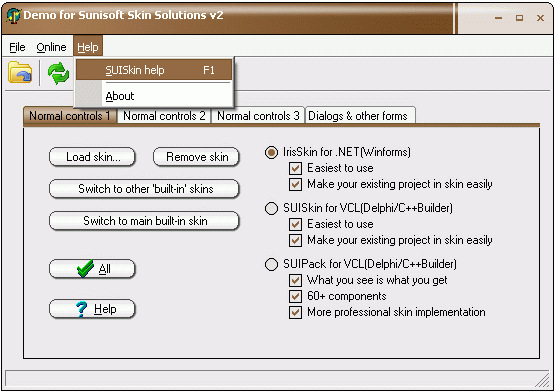 Demo for Sunisoft Skin Solutions v2
File Online Help
SUISkin help F1
About
Normal controls 1 Normal controls 2 Normal controls 3 Dialogs & other forms
Load skin... Remove skin
Switch to other 'built-in' skins
Switch to main built-in skin
All
Help
IrisSkin for .NET(Winforms)
Easiest to use
Make your existing project in skin easily
SUISkin for VCL(Delphi/C++Builder)
Easiest to use
Make your existing project in skin easily
SUIPack for VCL(Delphi/C++Builder)
What you see is what you get
60+ components
More professional skin implementation